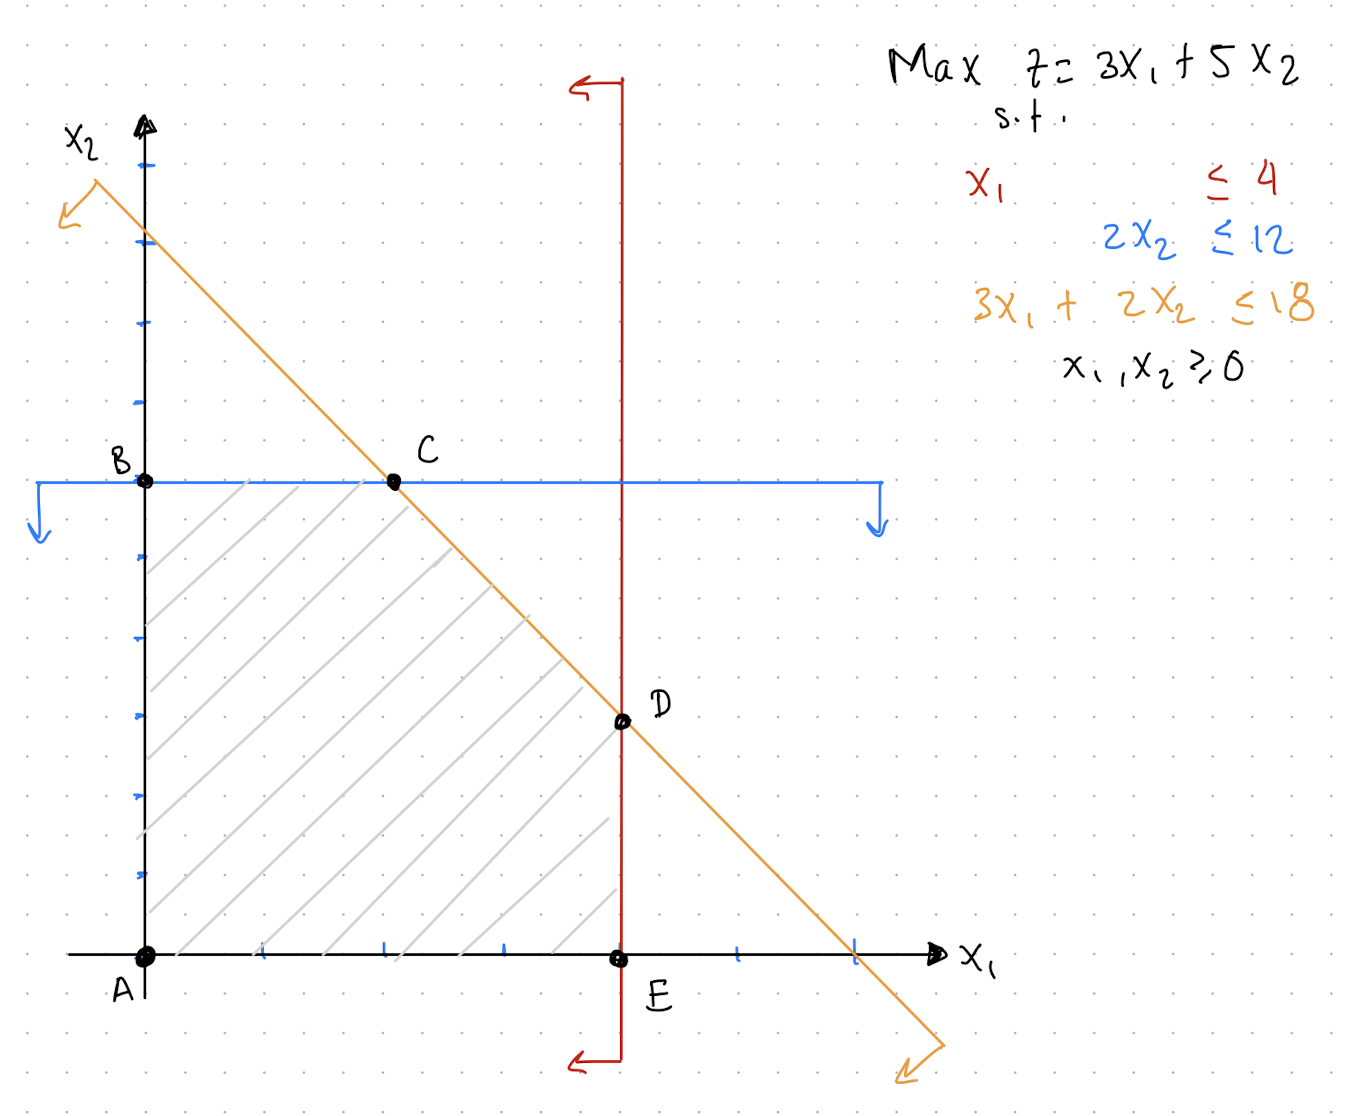 Max z = 3x₁ + 5x₂
s.t.
x₁ ≤ 4
2x₂ ≤ 12
3x₁ + 2x₂ ≤ 18
x₁, x₂ ≥ 0
x₂
B
C
D
A
E
x₁